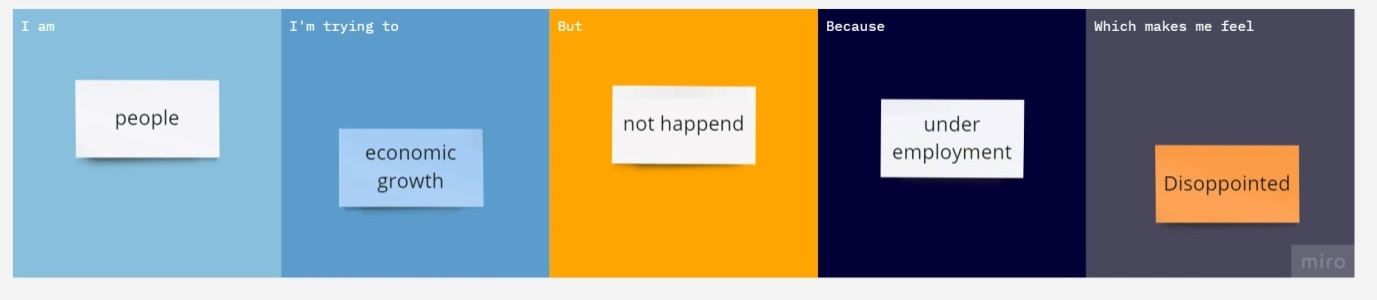 I am
I'm trying to
But
Because
Which makes me feel
people
economic
growth
not happend
under
employment
Disoppointed
miro